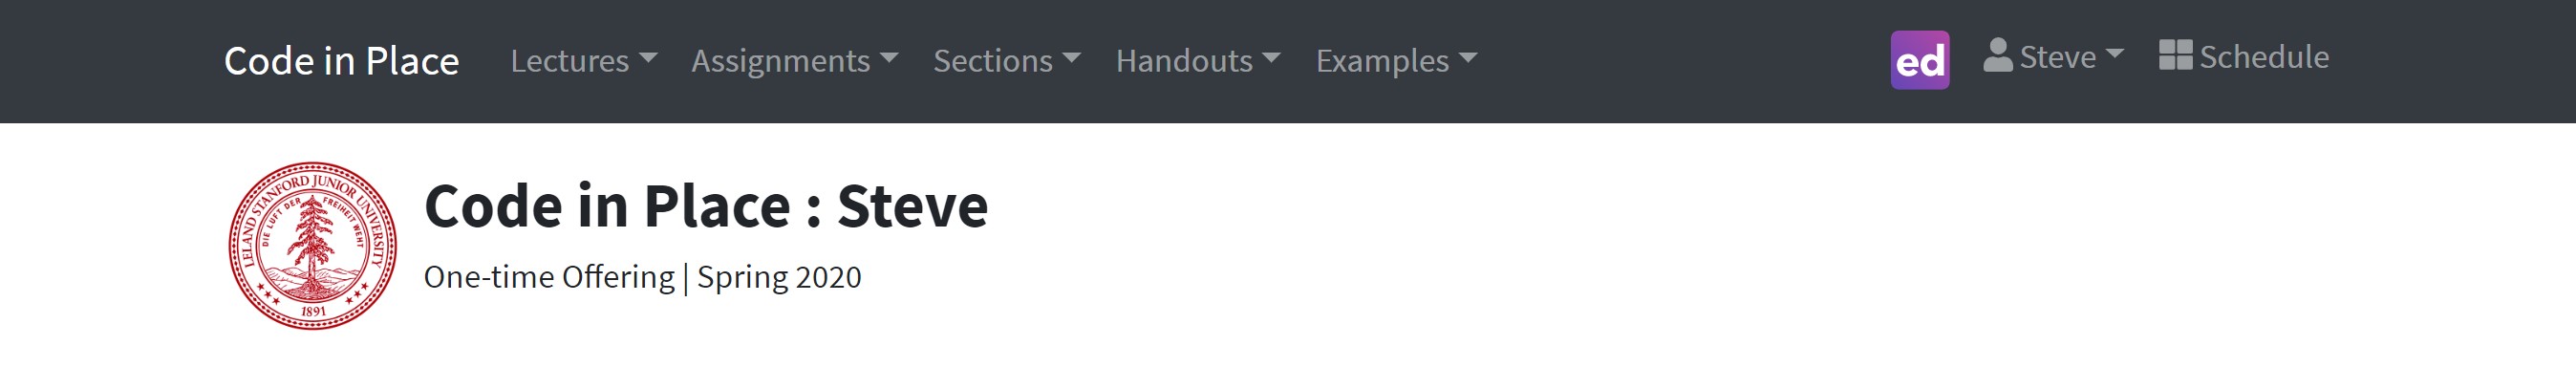 Code in Place Lectures Assignments Sections Handouts Examples ed Steve Schedule
LELAND STANFORD JUNIOR UNIVERSITY
DIE LUFT DER FREIHEIT WEHT
1891
Code in Place : Steve
One-time Offering | Spring 2020